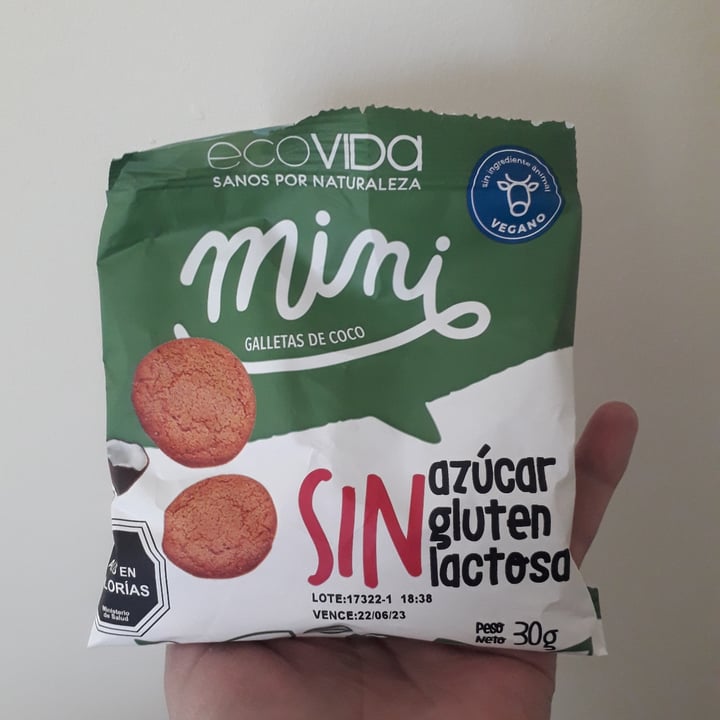 ecoVIDa
SANOS POR NATURALEZA
sin ingrediente animal
VEGANO
mini
GALLETAS DE COCO
SIN azúcar
gluten
lactosa
EN
LORÍAS
Ministerio
de Salud
LOTE:17322-1 18:38
VENCE:22/06/23
Peso
Neto 30g